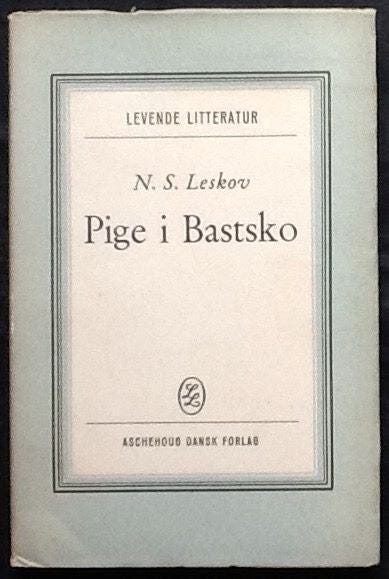 LEVENDE LITTERATUR
N. S. Leskov
Pige i Bastsko
LL
ASCHEHOUG DANSK FORLAG